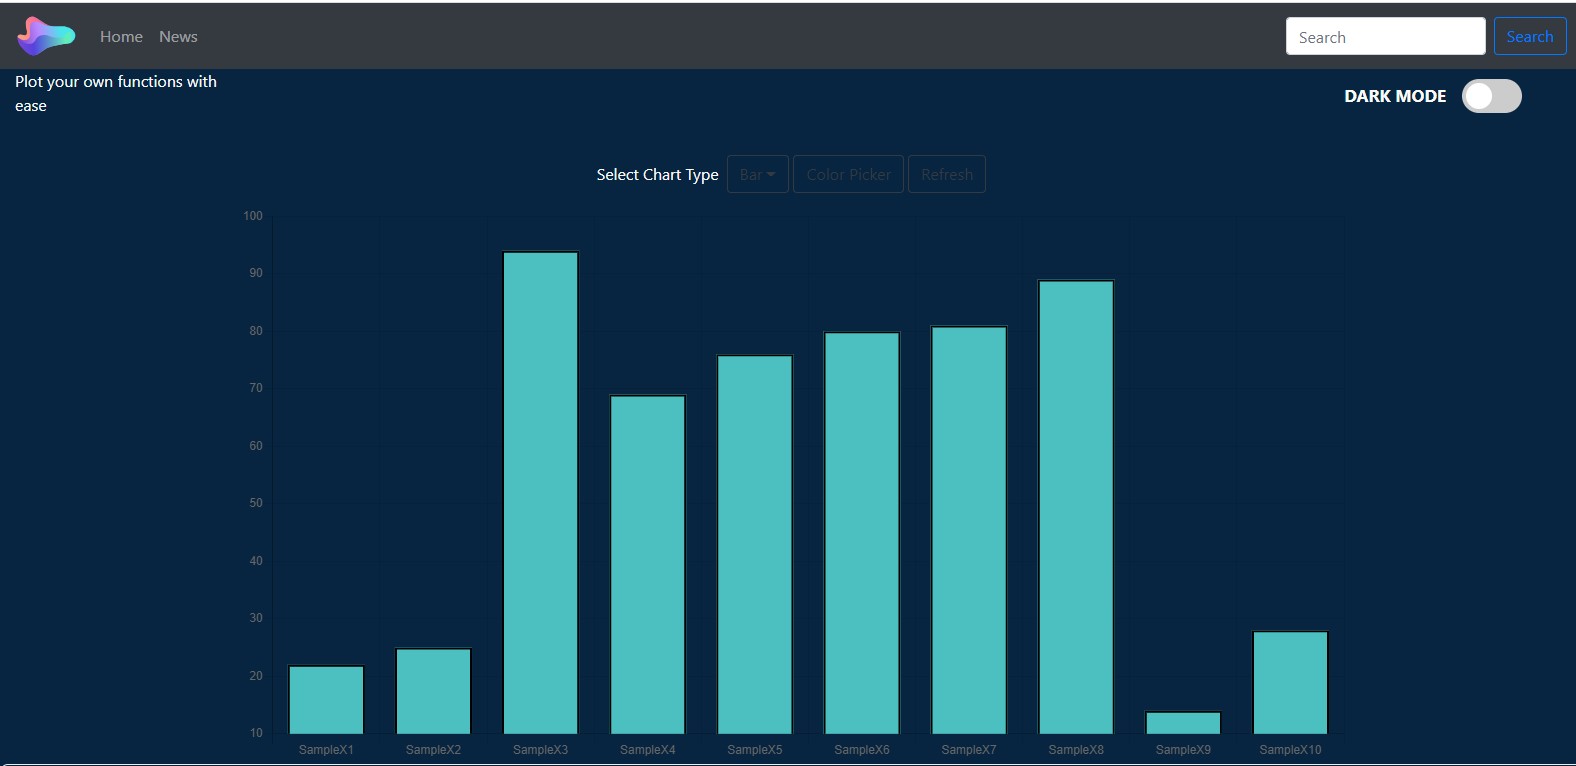 Home News Search Search
Plot your own functions with
ease
DARK MODE
Select Chart Type Bar Color Picker Refresh
100
90
80
70
60
50
40
30
20
10
SampleX1 SampleX2 SampleX3 SampleX4 SampleX5 SampleX6 SampleX7 SampleX8 SampleX9 SampleX10